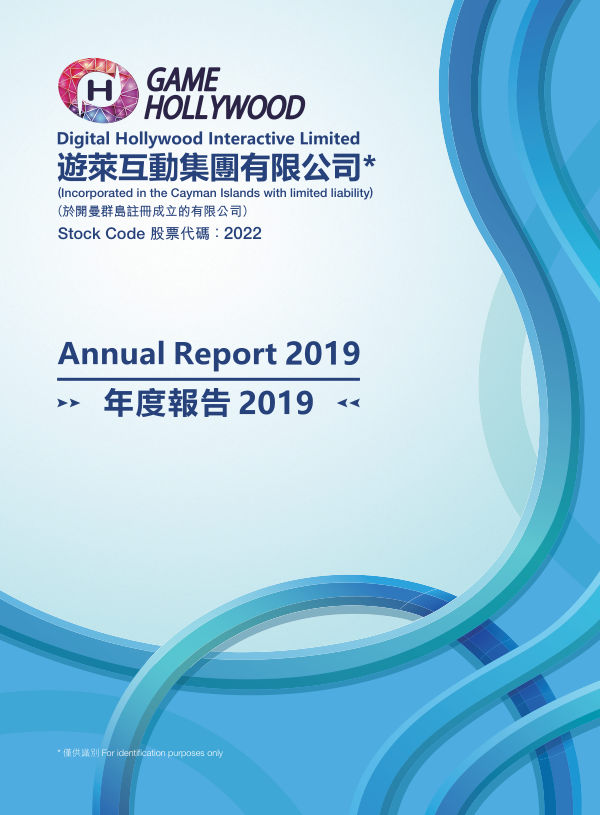 H
GAME
HOLLYWOOD
Digital Hollywood Interactive Limited
遊萊互動集團有限公司*
(Incorporated in the Cayman Islands with limited liability)
(於開曼群島註冊成立的有限公司)
Stock Code 股票代碼：2022
Annual Report 2019
年度報告 2019
* 僅供識別 For identification purposes only